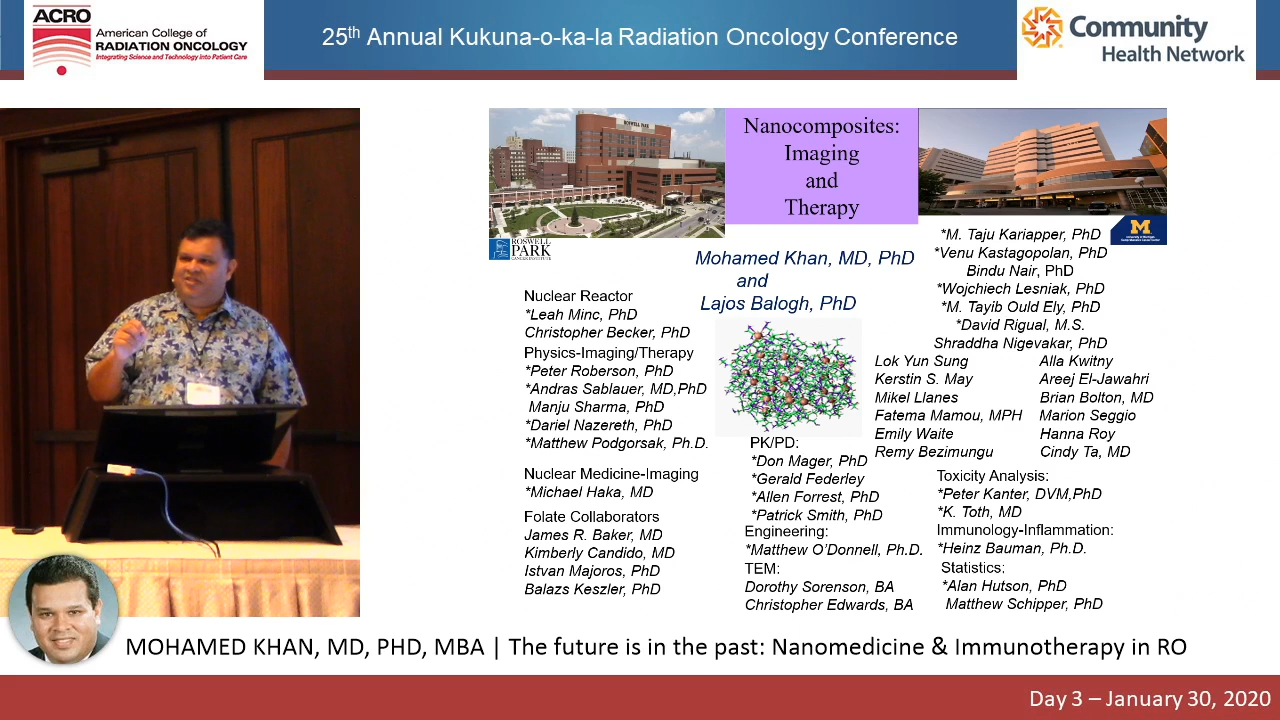 ACRO
American College of
RADIATION ONCOLOGY
Integrating Science and Technology into Patient Care
25th Annual Kukuna-o-ka-la Radiation Oncology Conference
Community
Health Network
ROSWELL PARK
Nanocomposites:
Imaging
and
Therapy
ROSWELL
PARK
CANCER INSTITUTE
M
University of Michigan
Comprehensive Cancer Center
Mohamed Khan, MD, PhD
and
Lajos Balogh, PhD
Nuclear Reactor
*Leah Minc, PhD
Christopher Becker, PhD
Physics-Imaging/Therapy
*Peter Roberson, PhD
*Andras Sablauer, MD,PhD
Manju Sharma, PhD
*Dariel Nazereth, PhD
*Matthew Podgorsak, Ph.D.
Nuclear Medicine-Imaging
*Michael Haka, MD
Folate Collaborators
James R. Baker, MD
Kimberly Candido, MD
Istvan Majoros, PhD
Balazs Keszler, PhD
PK/PD:
*Don Mager, PhD
*Gerald Federley
*Allen Forrest, PhD
*Patrick Smith, PhD
Engineering:
*Matthew O'Donnell, Ph.D.
TEM:
Dorothy Sorenson, BA
Christopher Edwards, BA
*M. Taju Kariapper, PhD
*Venu Kastagopolan, PhD
Bindu Nair, PhD
*Wojchiech Lesniak, PhD
*M. Tayib Ould Ely, PhD
*David Rigual, M.S.
Shraddha Nigevakar, PhD
Lok Yun Sung
Kerstin S. May
Mikel Llanes
Fatema Mamou, MPH
Emily Waite
Remy Bezimungu
Alla Kwitny
Areej El-Jawahri
Brian Bolton, MD
Marion Seggio
Hanna Roy
Cindy Ta, MD
Toxicity Analysis:
*Peter Kanter, DVM,PhD
*K. Toth, MD
Immunology-Inflammation:
*Heinz Bauman, Ph.D.
Statistics:
*Alan Hutson, PhD
Matthew Schipper, PhD
MOHAMED KHAN, MD, PHD, MBA | The future is in the past: Nanomedicine & Immunotherapy in RO
Day 3 – January 30, 2020